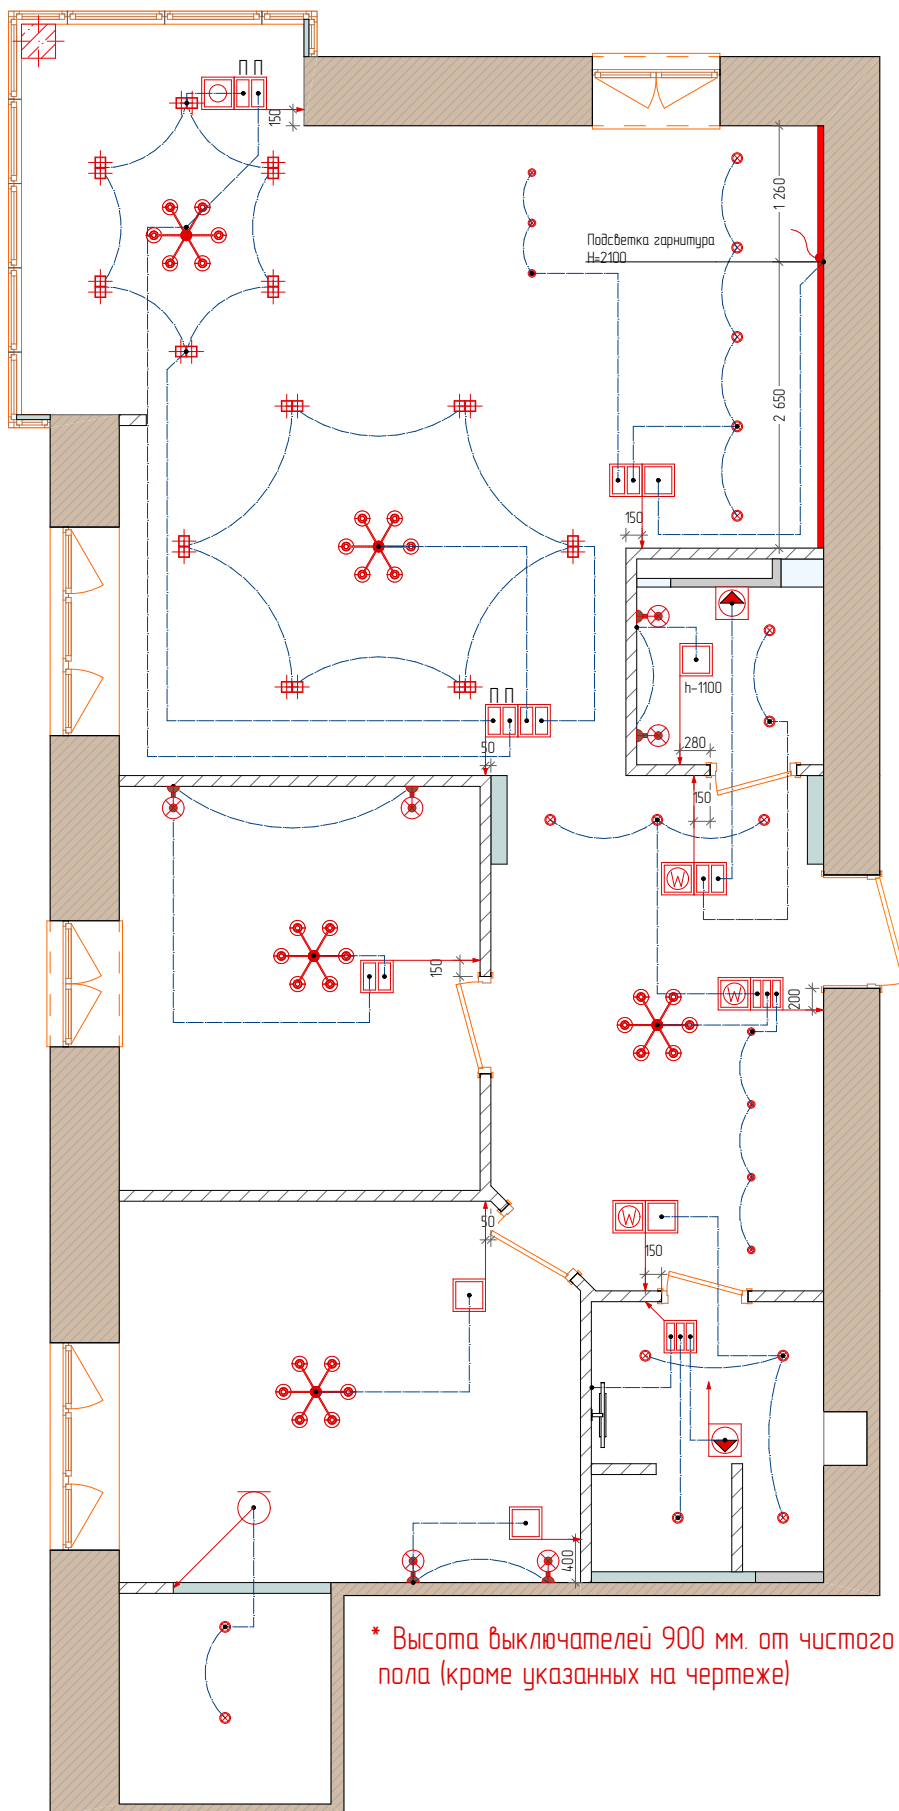 П П
150
1 260
Подсветка гарнитура
H=2100
2 650
150
h-1100
П П
50
280
150
W
150
W
200
W
50
150
400
* Высота выключателей 900 мм. от чистого
пола (кроме указанных на чертеже)